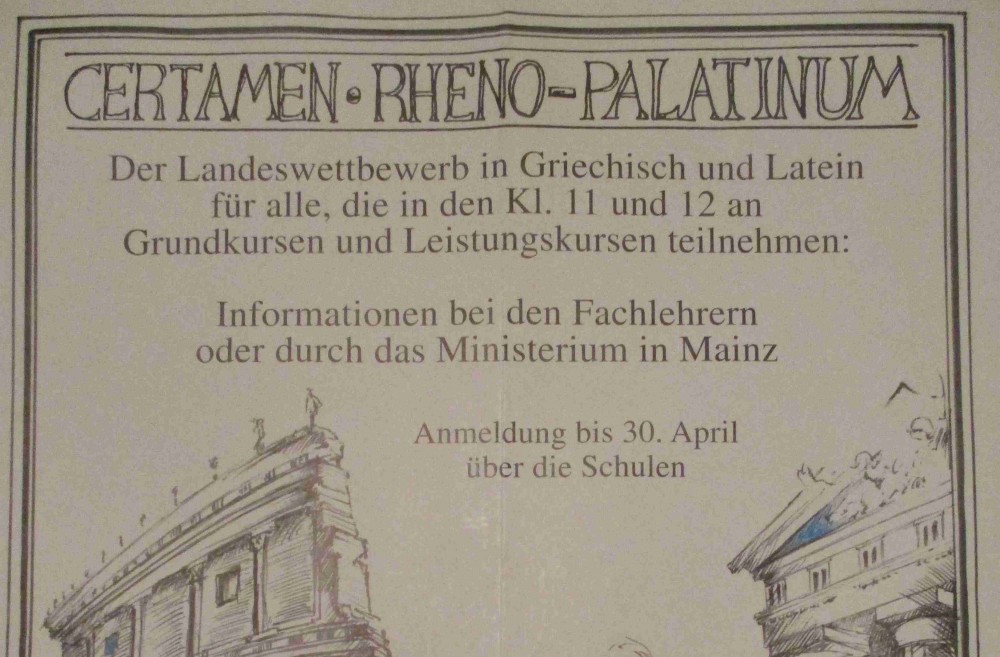 CERTAMEN • RHENO-PALATINUM
Der Landeswettbewerb in Griechisch und Latein
für alle, die in den Kl. 11 und 12 an
Grundkursen und Leistungskursen teilnehmen:
Informationen bei den Fachlehrern
oder durch das Ministerium in Mainz
Anmeldung bis 30. April
über die Schulen